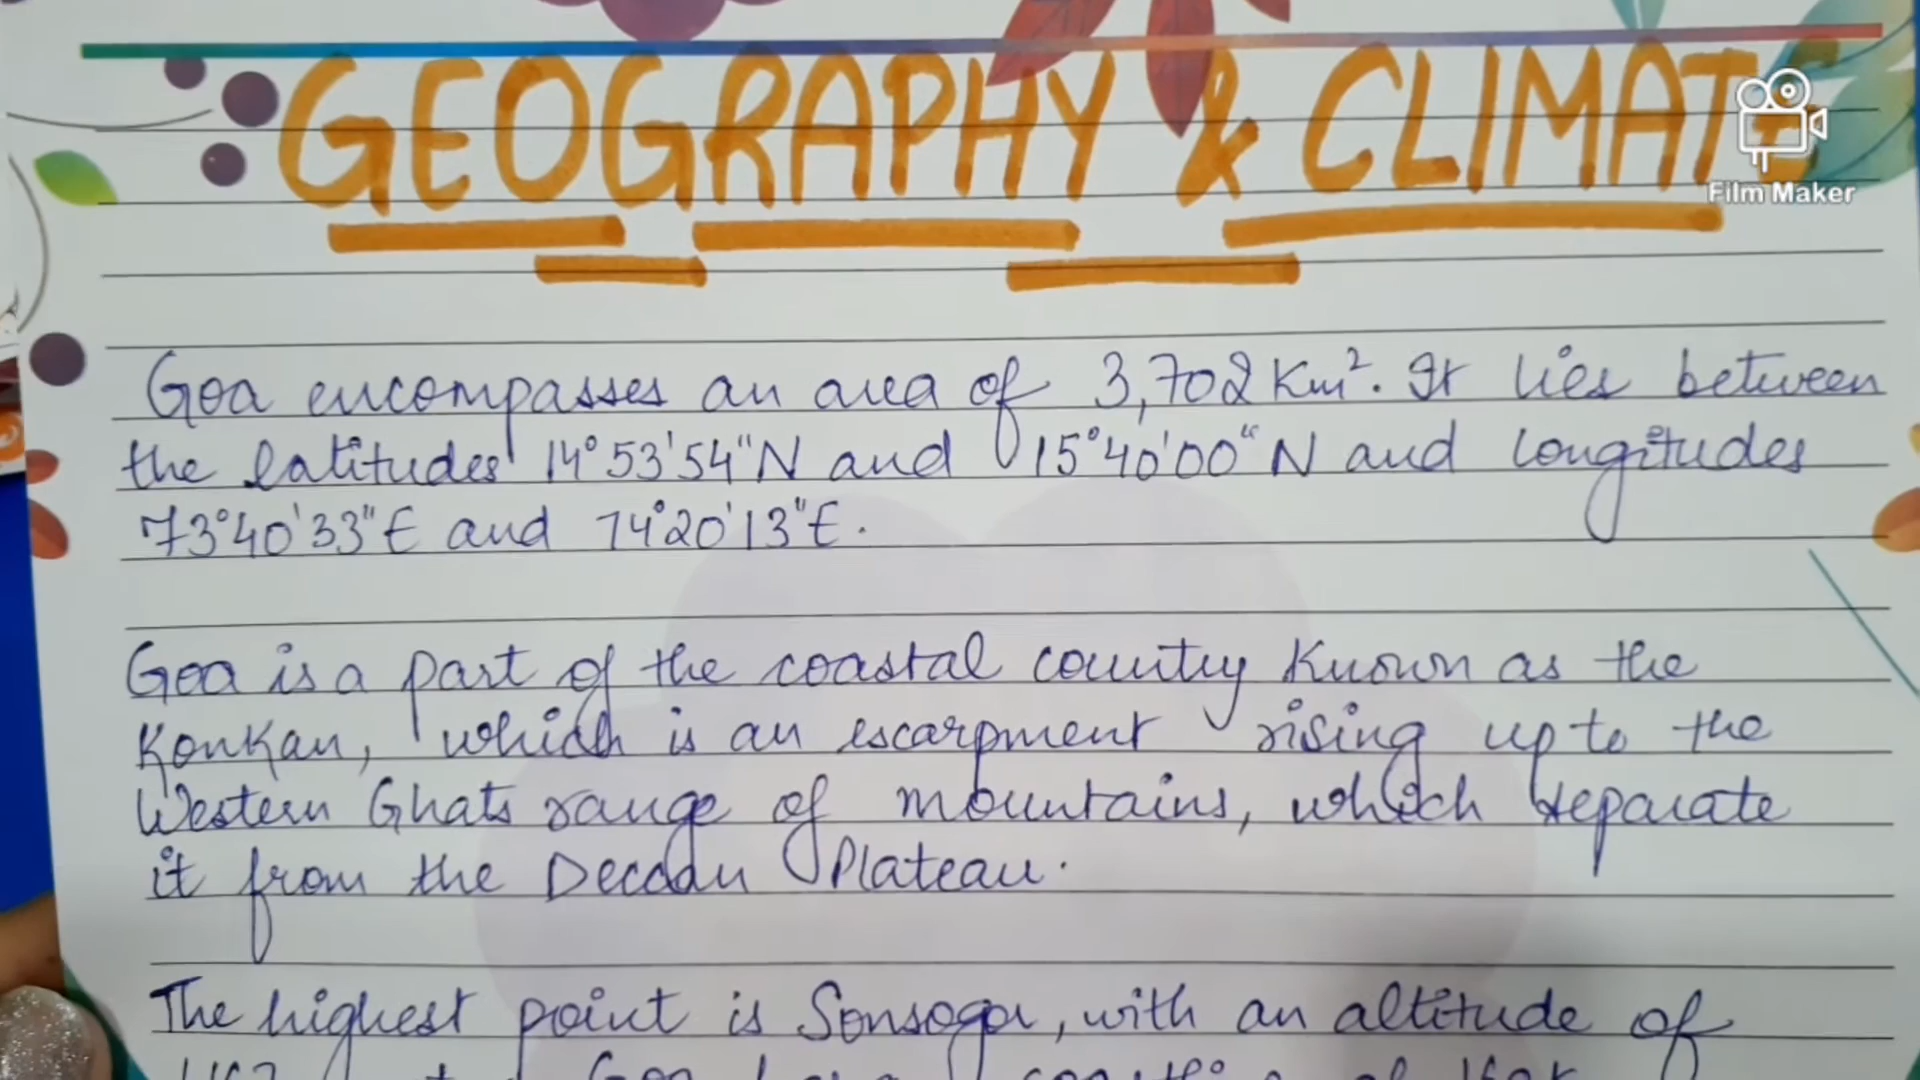 GEOGRAPHY & CLIMATE
Film Maker
Goa encompasses an area of 3,702 Km². It lies between
the latitudes 14°53'54"N and 15°40'00"N and longitudes
73°40'33"E and 74°20'13"E.
Goa is a part of the coastal country known as the
Konkan, which is an escarpment rising up to the
Western Ghats range of mountains, which separate
it from the Deccan Plateau.
The highest point is Sonsogor, with an altitude of